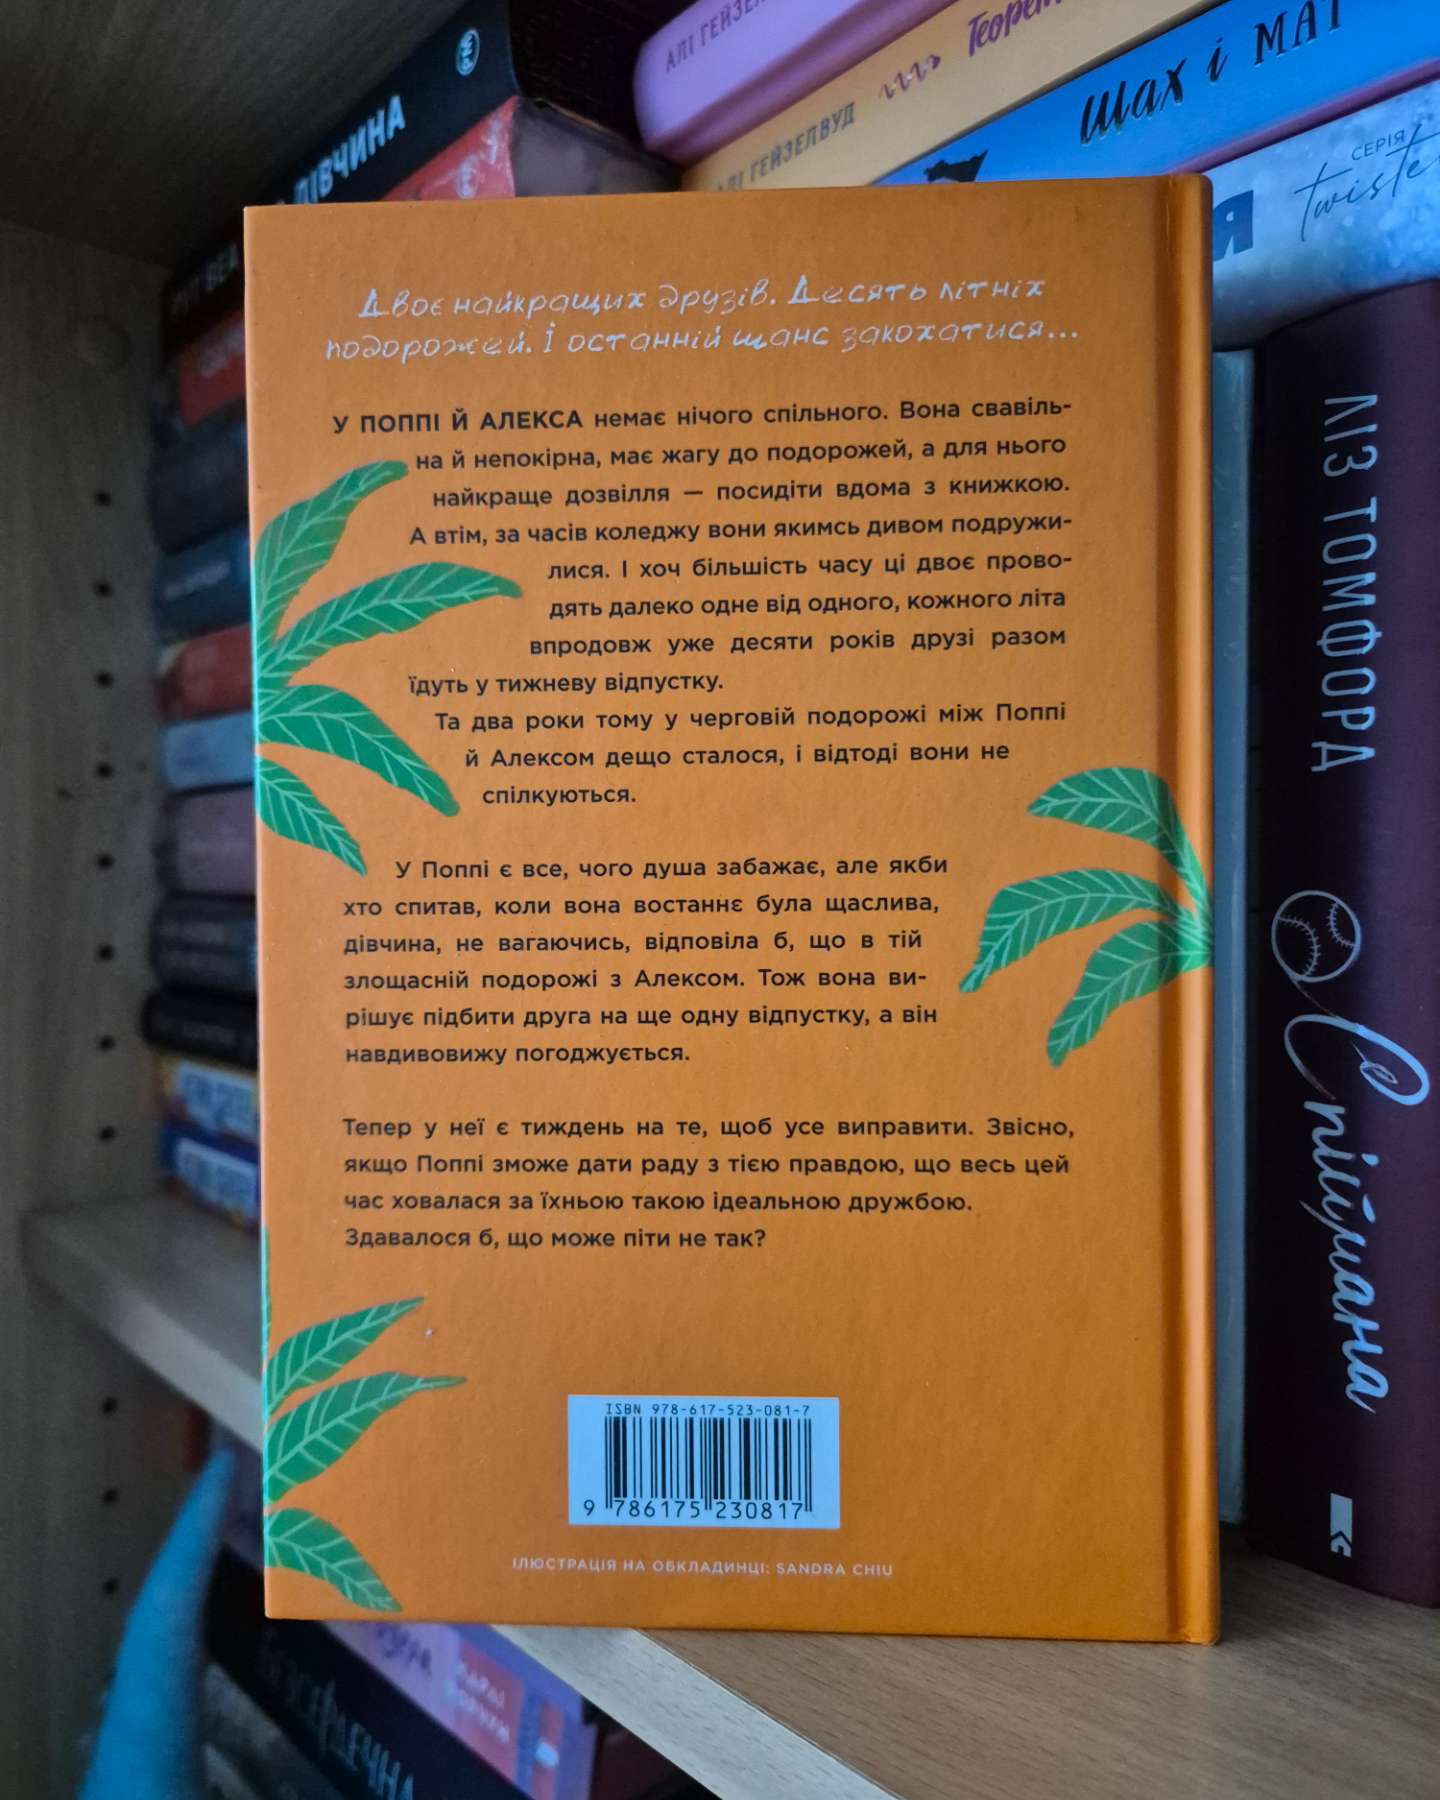 ДІВЧИНА
АЛІ ГЕЙЗЕЛ
АЛІ ГЕЙЗЕЛВУД
Шах і мат
СЕРІЯ
twiste
Я
Двоє найкращих друзів. Десять літніх
подорожей. І останній шанс закохатися...
У ПОППІ Й АЛЕКСА немає нічого спільного. Вона сваволь-
на й непокірна, має жагу до подорожей, а для нього
найкраще дозвілля — посидіти вдома з книжкою.
А втім, за часів коледжу вони якимсь дивом подружи-
лися. І хоч більшість часу ці двоє прово-
дять далеко одне від одного, кожного літа
впродовж уже десяти років друзі разом
їдуть у тижневу відпустку.
Та два роки тому у черговій подорожі між Поппі
й Алексом дещо сталося, і відтоді вони не
спілкуються.
У Поппі є все, чого душа забажає, але якби
хто спитав, коли вона востаннє була щаслива,
дівчина, не вагаючись, відповіла б, що в тій
злощасній подорожі з Алексом. Тож вона ви-
рішує підбити друга на ще одну відпустку, а він
навдивовижу погоджується.
Тепер у неї є тиждень на те, щоб усе виправити. Звісно,
якщо Поппі зможе дати раду з тією правдою, що весь цей
час ховалася за їхньою такою ідеальною дружбою.
Здавалося б, що може піти не так?
ISBN 978-617-523-081-7
9 786175 230817
ІЛЮСТРАЦІЯ НА ОБКЛАДИНЦІ: SANDRA CHIU
ЛІЗ ТОМФОРД
Спіймана
БЕЗСЕРДЕЧНА